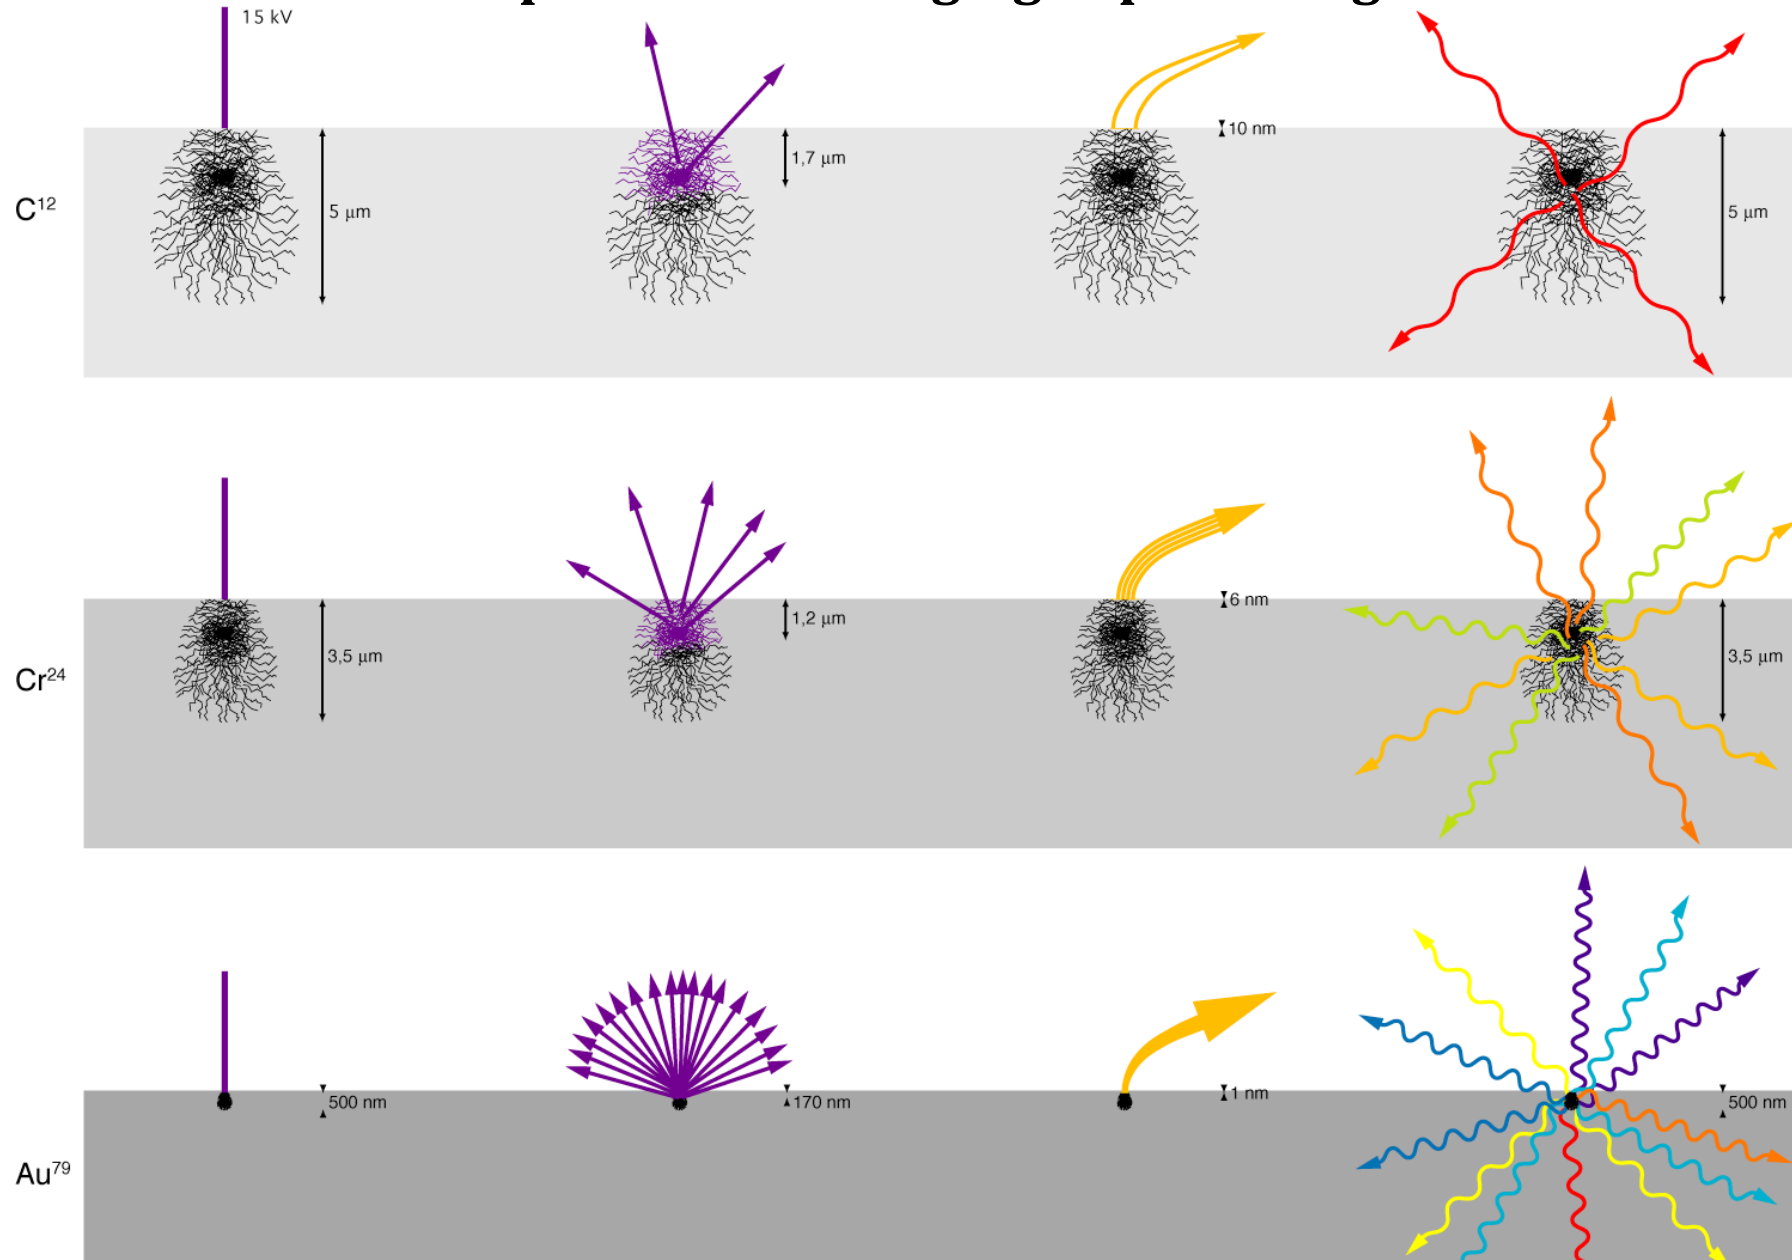 15 kV
10 nm
1,7 μm
C¹²
5 μm
5 μm
6 nm
1,2 μm
Cr²⁴
3,5 μm
3,5 μm
500 nm
170 nm
1 nm
500 nm
Au⁷⁹